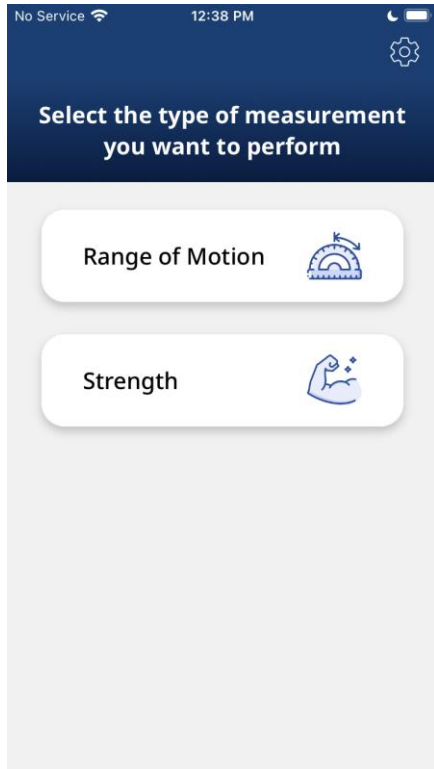 No Service 12:38 PM
Select the type of measurement
you want to perform
Range of Motion
Strength